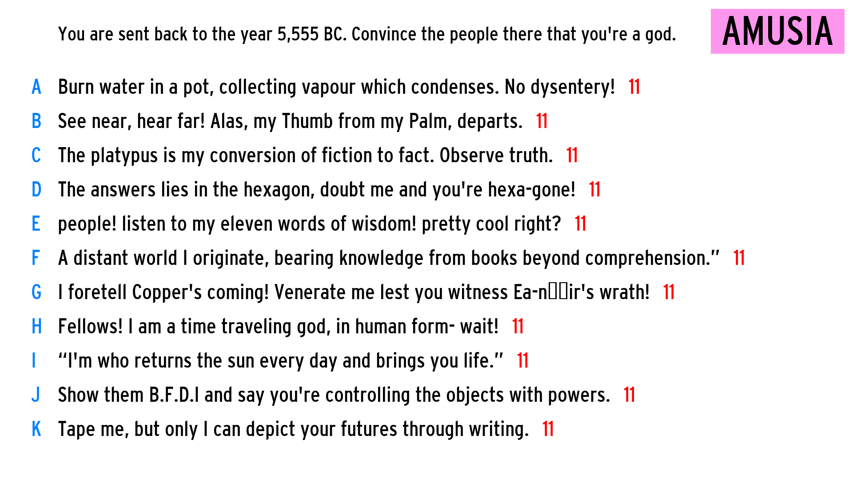 You are sent back to the year 5,555 BC. Convince the people there that you're a god.
AMUSIA
A Burn water in a pot, collecting vapour which condenses. No dysentery! 11
B See near, hear far! Alas, my Thumb from my Palm, departs. 11
C The platypus is my conversion of fiction to fact. Observe truth. 11
D The answers lies in the hexagon, doubt me and you're hexa-gone! 11
E people! listen to my eleven words of wisdom! pretty cool right? 11
F A distant world I originate, bearing knowledge from books beyond comprehension.” 11
G I foretell Copper's coming! Venerate me lest you witness Ea-n▯▯ir's wrath! 11
H Fellows! I am a time traveling god, in human form- wait! 11
I “I'm who returns the sun every day and brings you life.” 11
J Show them B.F.D.I and say you're controlling the objects with powers. 11
K Tape me, but only I can depict your futures through writing. 11